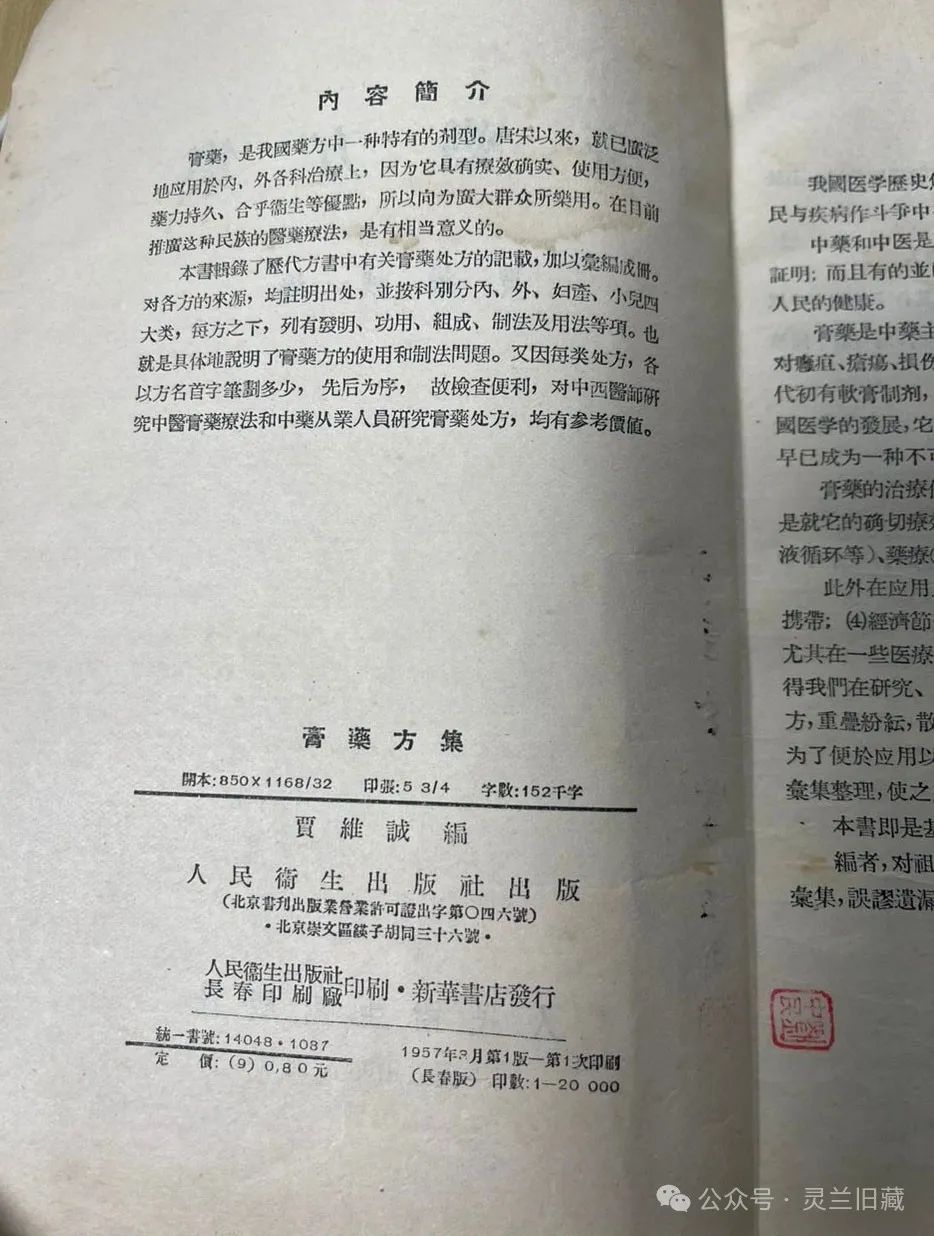 內容簡介
膏藥，是我國藥方中一种特有的剂型。唐宋以來，就已廣泛
地应用於內、外各科治療上，因为它具有療效确实、使用方便，
藥力持久、合乎衞生等優點，所以向为廣大群众所樂用。在目前
推廣这种民族的醫藥療法，是有相当意义的。
本書輯錄了歷代方書中有关膏藥处方的記載，加以彙編成冊。
对各方的來源，均註明出处，並按科別分內、外、妇產、小兒四
大类，每方之下，列有發明、功用、組成、制法及用法等項。也
就是具体地說明了膏藥方的使用和制法問題。又因每类处方，各
以方名首字筆劃多少，先后为序，故檢查便利，对中西醫師研
究中醫膏藥療法和中藥从業人員研究膏藥处方，均有参考價值。
膏藥方集
開本:850×1168/32 印張:5 3/4 字數:152千字
賈維誠編
人民衞生出版社出版
(北京書刊出版業營業許可證出字第〇四六號)
·北京崇文區 子胡同三十六號·
人民衞生出版社
長春印刷廠
印刷·新華書店發行
統一書號:14048·1087
定價:(9) 0.80元
1957年3月第1版—第1次印刷
(長春版) 印數:1—20 000
我國医学歷史
民与疾病作斗爭中
中藥和中医是
証明;而且有的並
人民的健康。
膏藥是中藥主
对癰疽、瘡瘍、損
代初有軟膏制剂，
國医学的發展，它
早已成为一种不
膏藥的治療
是就它的确切療
液循环等)、藥療
此外在应用
携帶;(4)經濟節
尤其在一些医療
得我們在研究、
方，重疊紛紜，散
为了便於应用以
彙集整理，使之
本書即是
編者，对祖
彙集，誤謬遺漏
公众号·灵兰旧藏